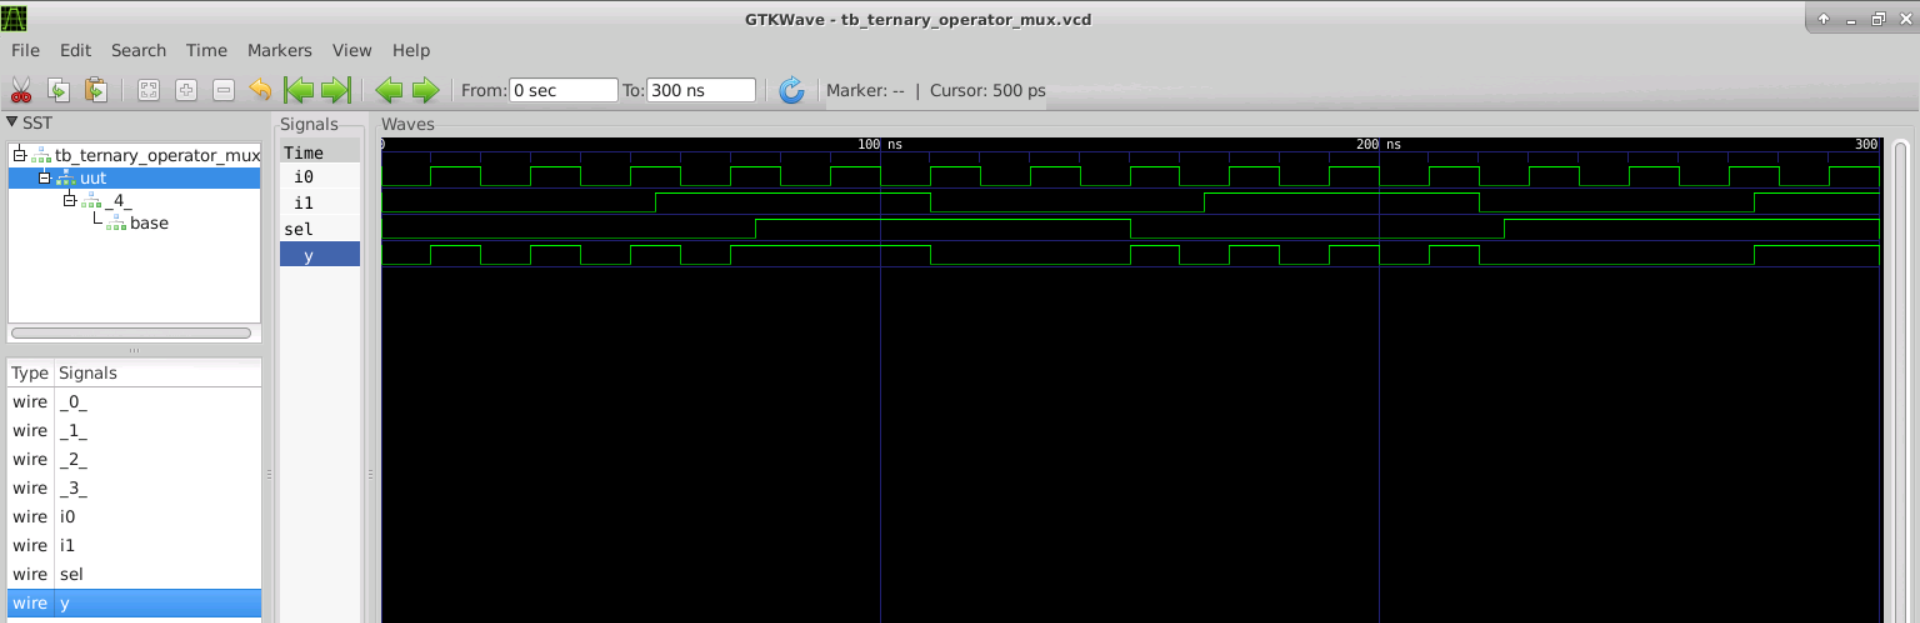 GTKWave - tb_ternary_operator_mux.vcd
File Edit Search Time Markers View Help
From: 0 sec To: 300 ns Marker: -- | Cursor: 500 ps
SST
tb_ternary_operator_mux
uut
_4_
base
Type Signals
wire _0_
wire _1_
wire _2_
wire _3_
wire i0
wire i1
wire sel
wire y
Signals
Time
i0
i1
sel
y
Waves
0 100 ns 200 ns 300